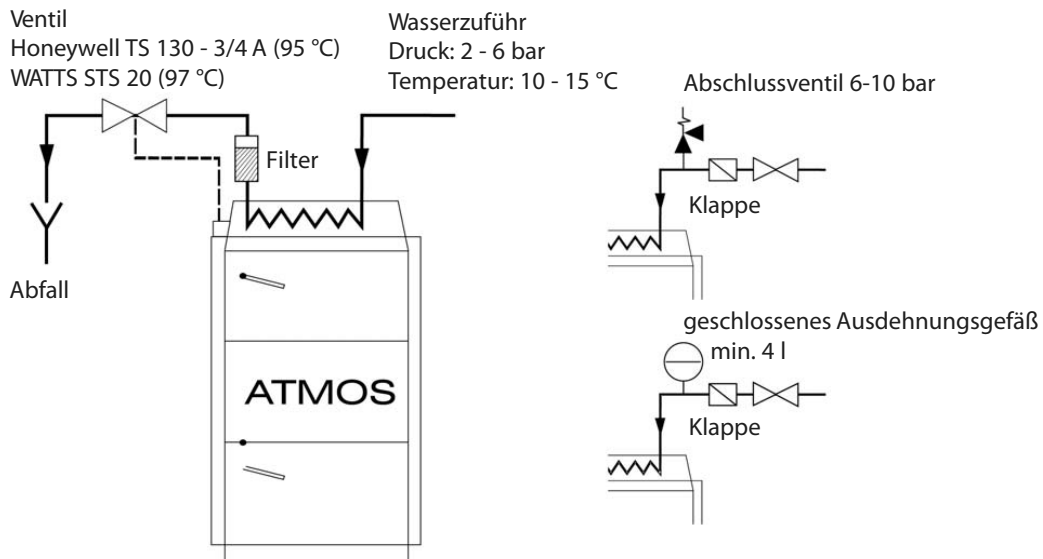 Ventil
Honeywell TS 130 - 3/4 A (95 °C)
WATTS STS 20 (97 °C)
Wasserzuführ
Druck: 2 - 6 bar
Temperatur: 10 - 15 °C
Filter
Abfall
ATMOS
Abschlussventil 6-10 bar
Klappe
geschlossenes Ausdehnungsgefäß
min. 4 l
Klappe